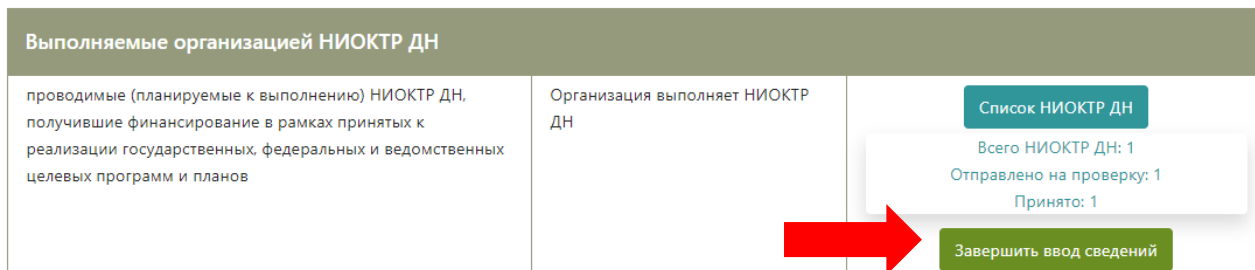 Выполняемые организацией НИОКТР ДН
проводимые (планируемые к выполнению) НИОКТР ДН,
получившие финансирование в рамках принятых к
реализации государственных, федеральных и ведомственных
целевых программ и планов
Организация выполняет НИОКТР
ДН
Список НИОКТР ДН
Всего НИОКТР ДН: 1
Отправлено на проверку: 1
Принято: 1
Завершить ввод сведений